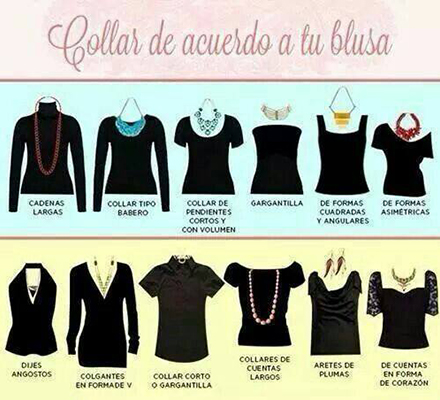 Collar de acuerdo a tu blusa
CADENAS
LARGAS
COLLAR TIPO
BABERO
COLLAR DE
PENDIENTES
CORTOS Y
CON VOLUMEN
GARGANTILLA
DE FORMAS
CUADRADAS
Y ANGULARES
DE FORMAS
ASIMÉTRICAS
DIJES
ANGOSTOS
COLGANTES
EN FORMADE V
COLLAR CORTO
O GARGANTILLA
COLLARES DE
CUENTAS
LARGOS
ARETES DE
PLUMAS
DE CUENTAS
EN FORMA
DE CORAZÓN